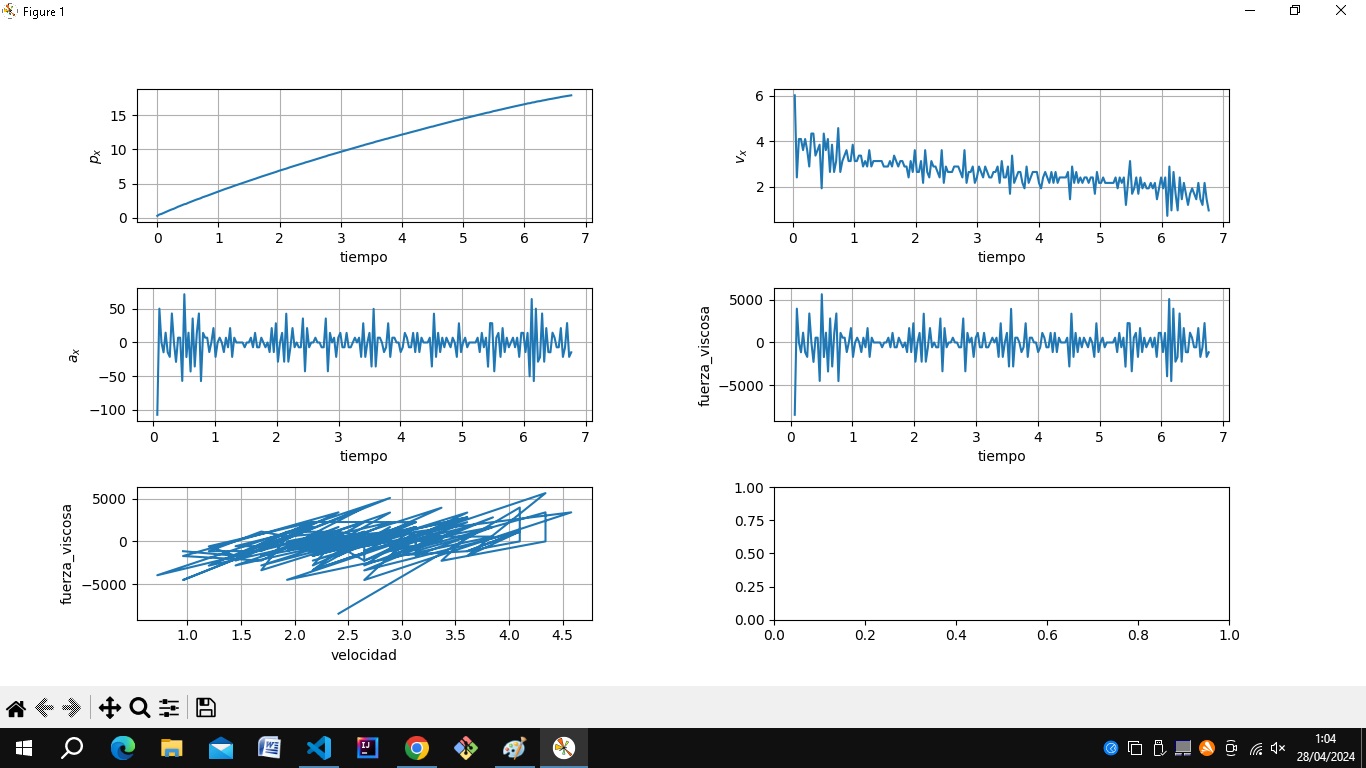 Figure 1
15
10
5
0
0 1 2 3 4 5 6 7
p_x
tiempo
6
4
2
0 1 2 3 4 5 6 7
v_x
tiempo
50
0
−50
−100
0 1 2 3 4 5 6 7
a_x
tiempo
5000
0
−5000
0 1 2 3 4 5 6 7
fuerza_viscosa
tiempo
5000
0
−5000
1.0 1.5 2.0 2.5 3.0 3.5 4.0 4.5
fuerza_viscosa
velocidad
1.00
0.75
0.50
0.25
0.00
0.0 0.2 0.4 0.6 0.8 1.0
1:04
28/04/2024